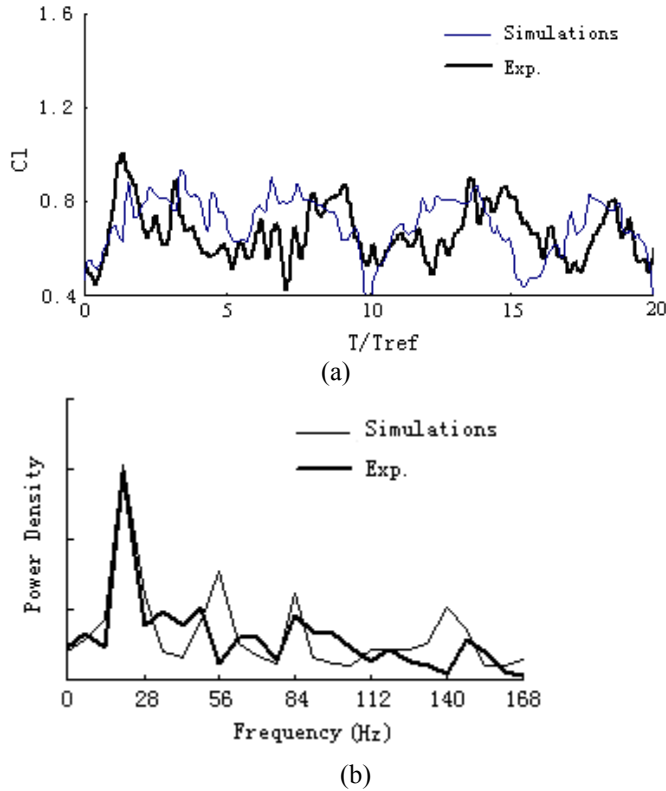 1.6
1.2
0.8
0.4
Cl
Simulations
Exp.
0 5 10 15 20
T/Tref
(a)
Power Density
Simulations
Exp.
0 28 56 84 112 140 168
Frequency(Hz)
(b)